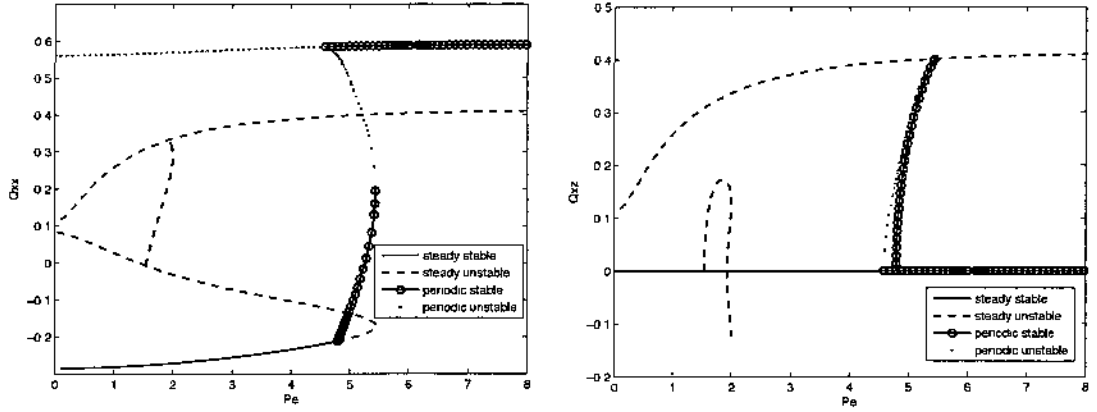 0·6
0·5
0·4
0·3
0·2
0·1
0
-0·1
-0·2
Qxx
0 1 2 3 4 5 6 7 8
Pe
steady stable
steady unstable
periodic stable
periodic unstable
0·5
0·4
0·3
0·2
0·1
0
-0·1
-0·2
Qxz
0 1 2 3 4 5 6 7 8
Pe
steady stable
steady unstable
periodic stable
periodic unstable